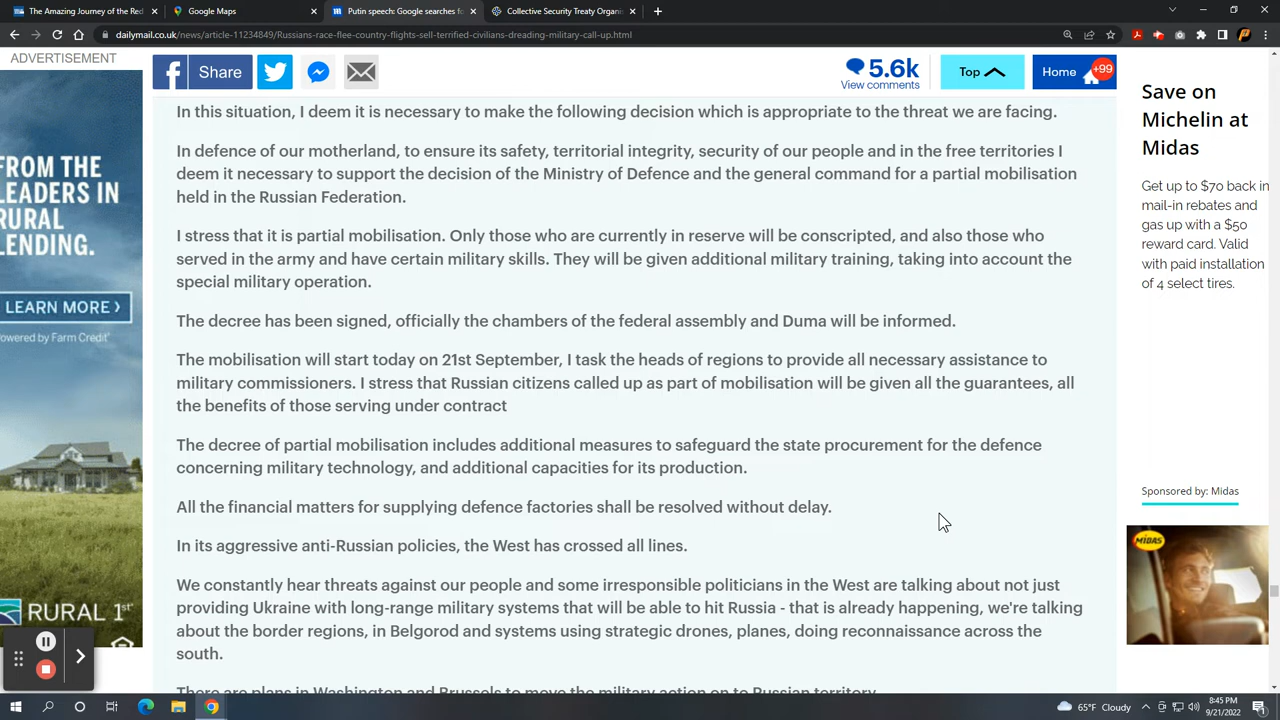 The Amazing Journey of the Red
Google Maps
Putin speech: Google searches fo
Collective Security Treaty Organis
dailymail.co.uk/news/article-11234849/Russians-race-flee-country-flights-sell-terrified-civilians-dreading-military-call-up.html
ADVERTISEMENT
FROM THE
LEADERS IN
RURAL
LENDING.
LEARN MORE >
Powered by Farm Credit
RURAL 1st
Share
5.6k
View comments
Top
Home
+99
In this situation, I deem it is necessary to make the following decision which is appropriate to the threat we are facing.
In defence of our motherland, to ensure its safety, territorial integrity, security of our people and in the free territories I
deem it necessary to support the decision of the Ministry of Defence and the general command for a partial mobilisation
held in the Russian Federation.
I stress that it is partial mobilisation. Only those who are currently in reserve will be conscripted, and also those who
served in the army and have certain military skills. They will be given additional military training, taking into account the
special military operation.
The decree has been signed, officially the chambers of the federal assembly and Duma will be informed.
The mobilisation will start today on 21st September, I task the heads of regions to provide all necessary assistance to
military commissioners. I stress that Russian citizens called up as part of mobilisation will be given all the guarantees, all
the benefits of those serving under contract
The decree of partial mobilisation includes additional measures to safeguard the state procurement for the defence
concerning military technology, and additional capacities for its production.
All the financial matters for supplying defence factories shall be resolved without delay.
In its aggressive anti-Russian policies, the West has crossed all lines.
We constantly hear threats against our people and some irresponsible politicians in the West are talking about not just
providing Ukraine with long-range military systems that will be able to hit Russia - that is already happening, we're talking
about the border regions, in Belgorod and systems using strategic drones, planes, doing reconnaissance across the
south.
There are plans in Washington and Brussels to move the military action on to Russian territory.
Save on
Michelin at
Midas
Get up to $70 back in
mail-in rebates and
gas up with a $50
reward card. Valid
with paid installation
of 4 select tires.
Sponsored by: Midas
MIDAS
65°F Cloudy
8:45 PM
9/21/2022
1